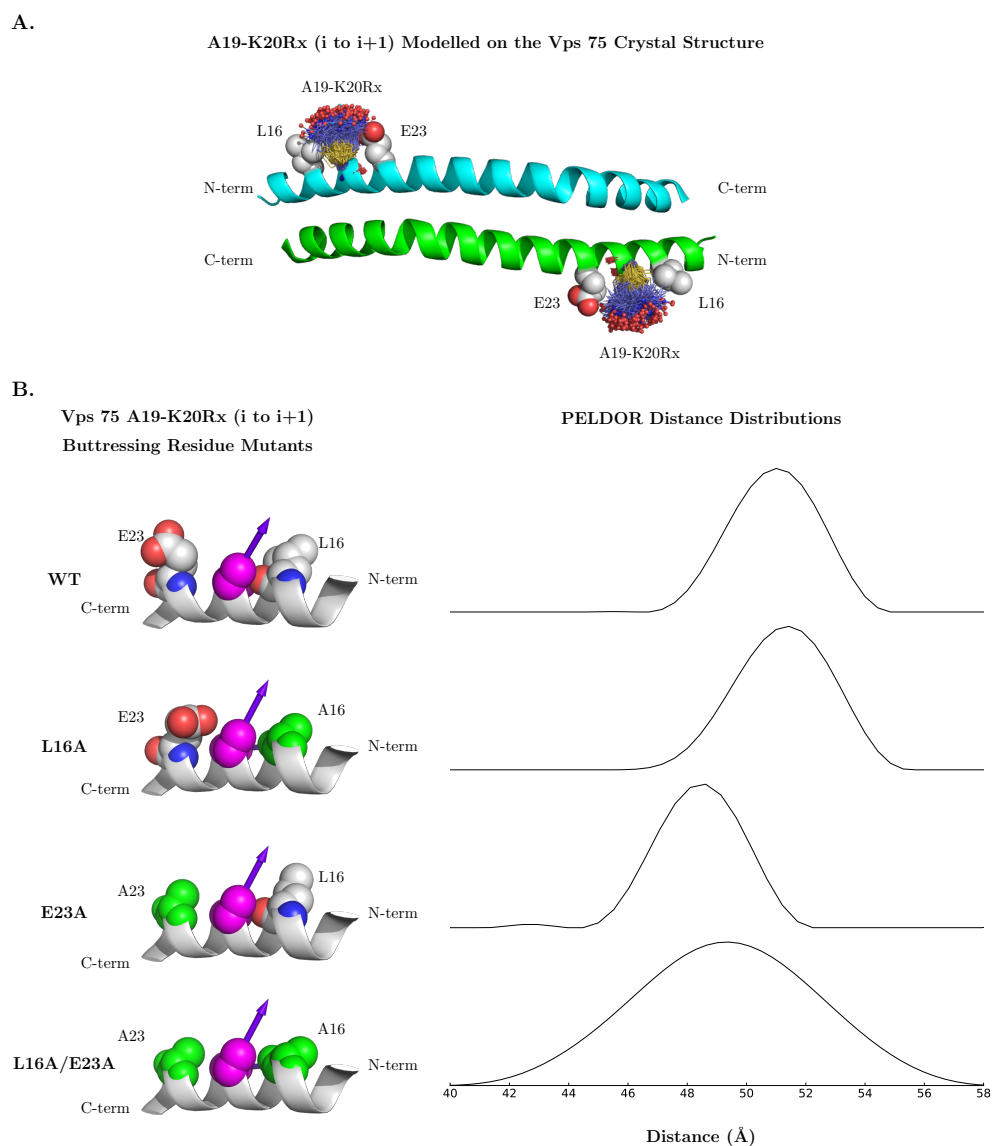 A.
A19-K20Rx (i to i+1) Modelled on the Vps 75 Crystal Structure
A19-K20Rx
L16
E23
N-term
C-term
C-term
N-term
E23
L16
A19-K20Rx
B.
Vps 75 A19-K20Rx (i to i+1)
Buttressing Residue Mutants
PELDOR Distance Distributions
E23
L16
WT
N-term
C-term
E23
A16
L16A
N-term
C-term
A23
L16
E23A
N-term
C-term
A23
A16
L16A/E23A
N-term
C-term
40 42 44 46 48 50 52 54 56 58
Distance (Å)